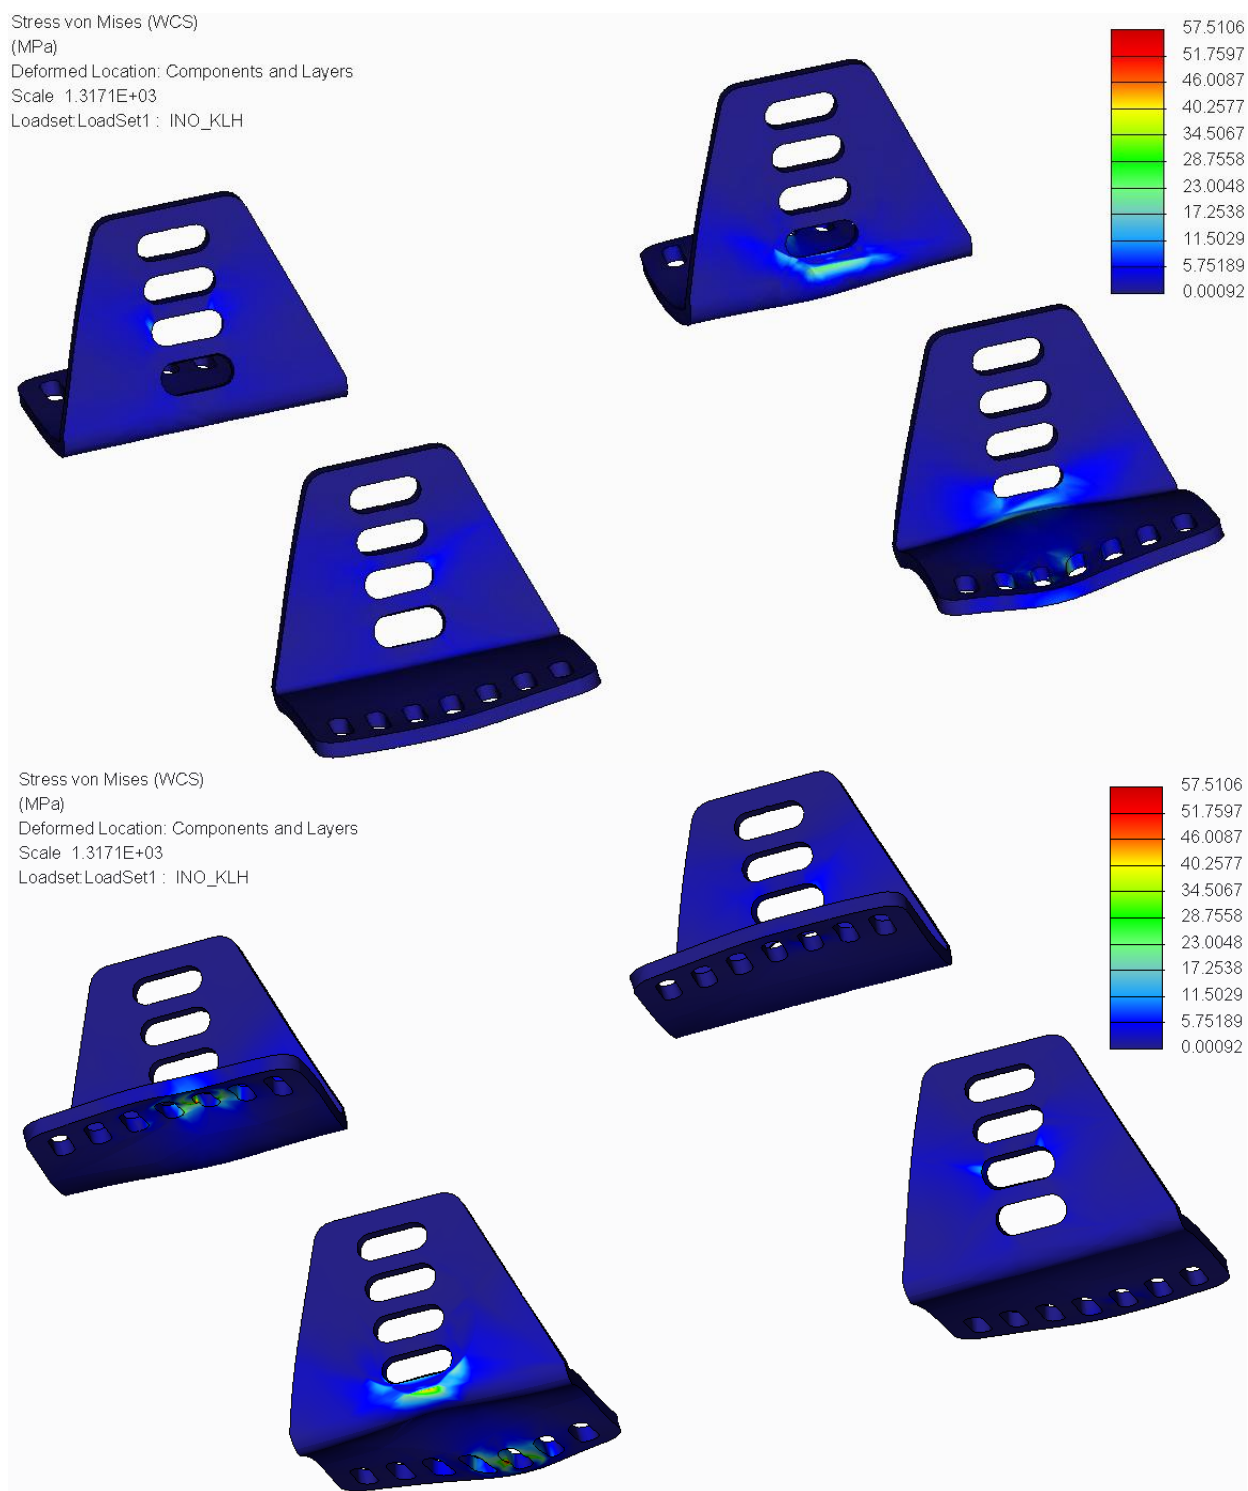 Stress von Mises (WCS)
(MPa)
Deformed Location: Components and Layers
Scale 1.3171E+03
Loadset:LoadSet1 : INO_KLH
57.5106
51.7597
46.0087
40.2577
34.5067
28.7558
23.0048
17.2538
11.5029
5.75189
0.00092
Stress von Mises (WCS)
(MPa)
Deformed Location: Components and Layers
Scale 1.3171E+03
Loadset:LoadSet1 : INO_KLH
57.5106
51.7597
46.0087
40.2577
34.5067
28.7558
23.0048
17.2538
11.5029
5.75189
0.00092